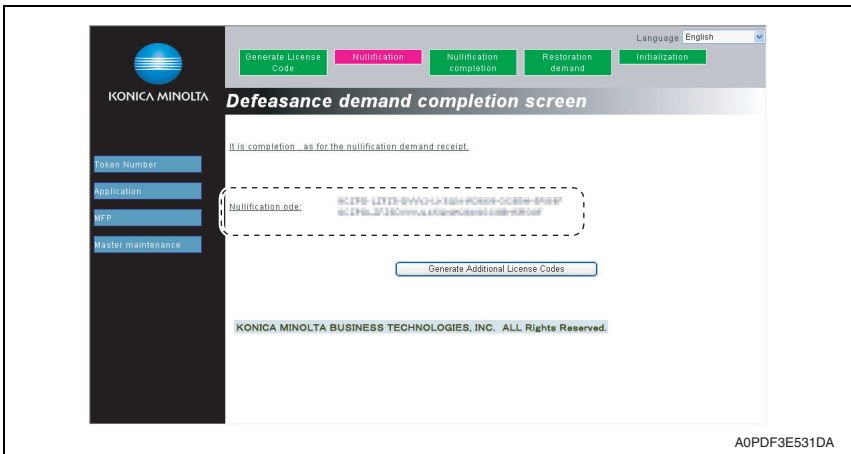 Language English
Generate License Code
Nullification
Nullification completion
Restoration demand
Initialization
KONICA MINOLTA
Defeasance demand completion screen
It is completion , as for the nullification demand receipt.
Token Number
Application
MFP
Master maintenance
Nullification ode:
Generate Additional License Codes
KONICA MINOLTA BUSINESS TECHNOLOGIES, INC. ALL Rights Reserved.
A0PDF3E531DA